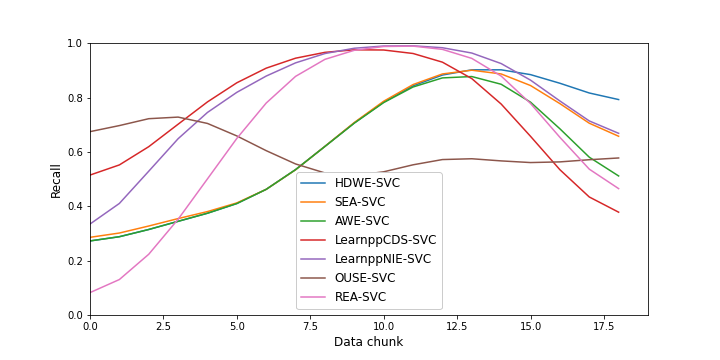 1.0
0.8
0.6
0.4
0.2
0.0
Recall
HDWE-SVC
SEA-SVC
AWE-SVC
LearnppCDS-SVC
LearnppNIE-SVC
OUSE-SVC
REA-SVC
0.0 2.5 5.0 7.5 10.0 12.5 15.0 17.5
Data chunk